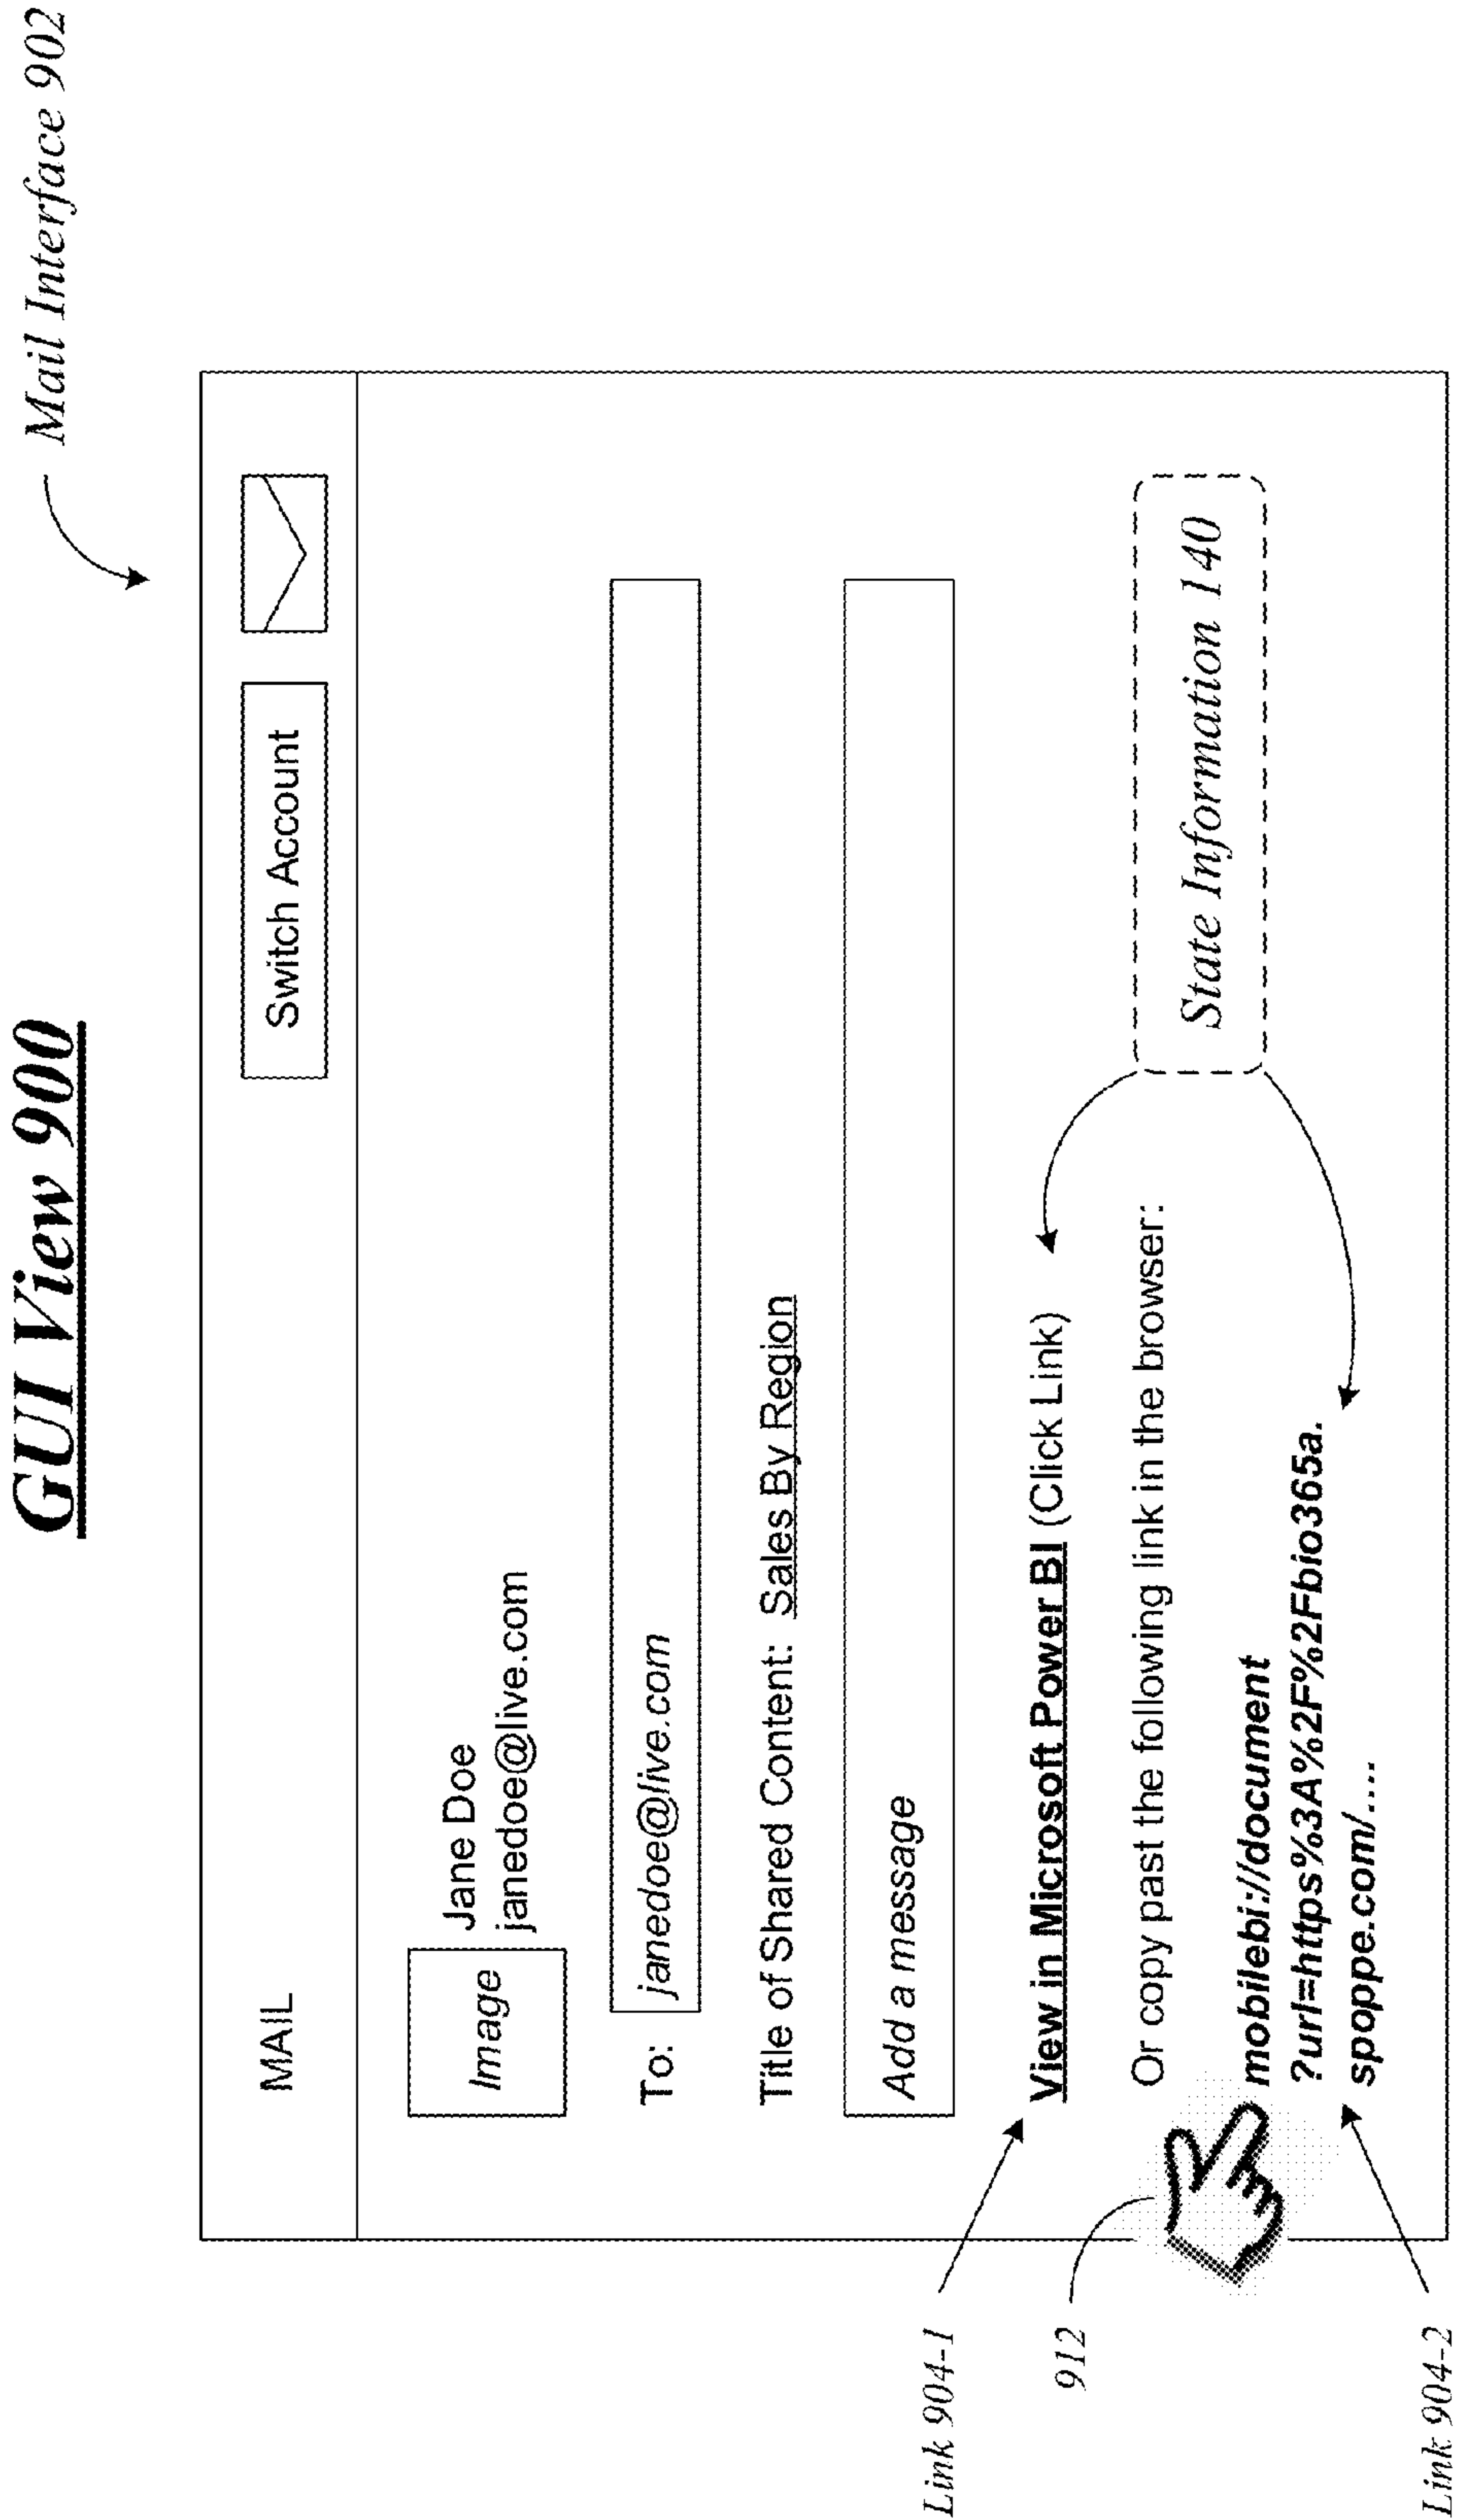 GUI View 900
Mail Interface 902
MAIL
Switch Account
Image
Jane Doe
janedoe@live.com
To:
janedoe@live.com
Title of Shared Content: Sales By Region
Add a message
Link 904-1
View in Microsoft Power BI (Click Link)
912
Or copy past the following link in the browser:
State Information 140
mobilebi://document
?url=https%3A%2F%2Fbio365a.
spoppe.com/....
Link 904-2